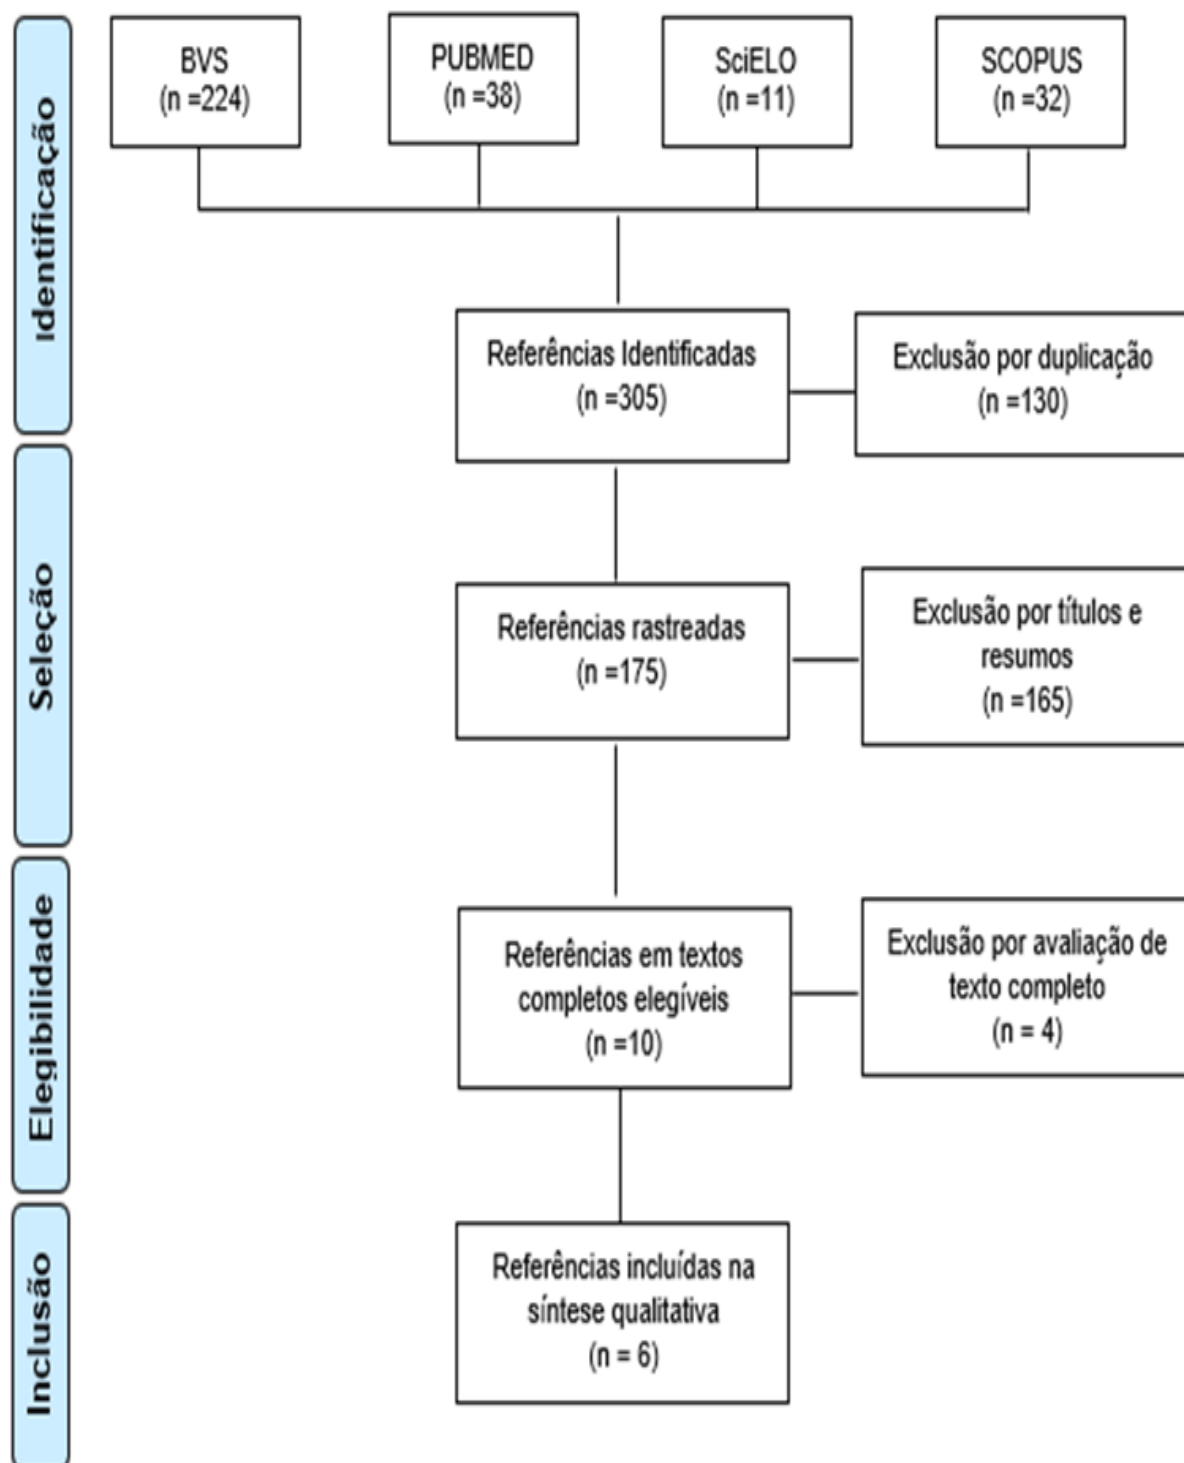 Identificação
BVS
(n =224)
PUBMED
(n =38)
SciELO
(n =11)
SCOPUS
(n =32)
Referências Identificadas
(n =305)
Exclusão por duplicação
(n =130)
Seleção
Referências rastreadas
(n =175)
Exclusão por títulos e
resumos
(n =165)
Elegibilidade
Referências em textos
completos elegíveis
(n =10)
Exclusão por avaliação de
texto completo
(n = 4)
Inclusão
Referências incluídas na
síntese qualitativa
(n = 6)